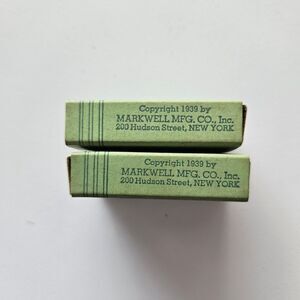 Copyright 1939 by
MARKWELL MFG. CO., Inc.
200 Hudson Street, NEW YORK
Copyright 1939 by
MARKWELL MFG. CO., Inc.
200 Hudson Street, NEW YORK